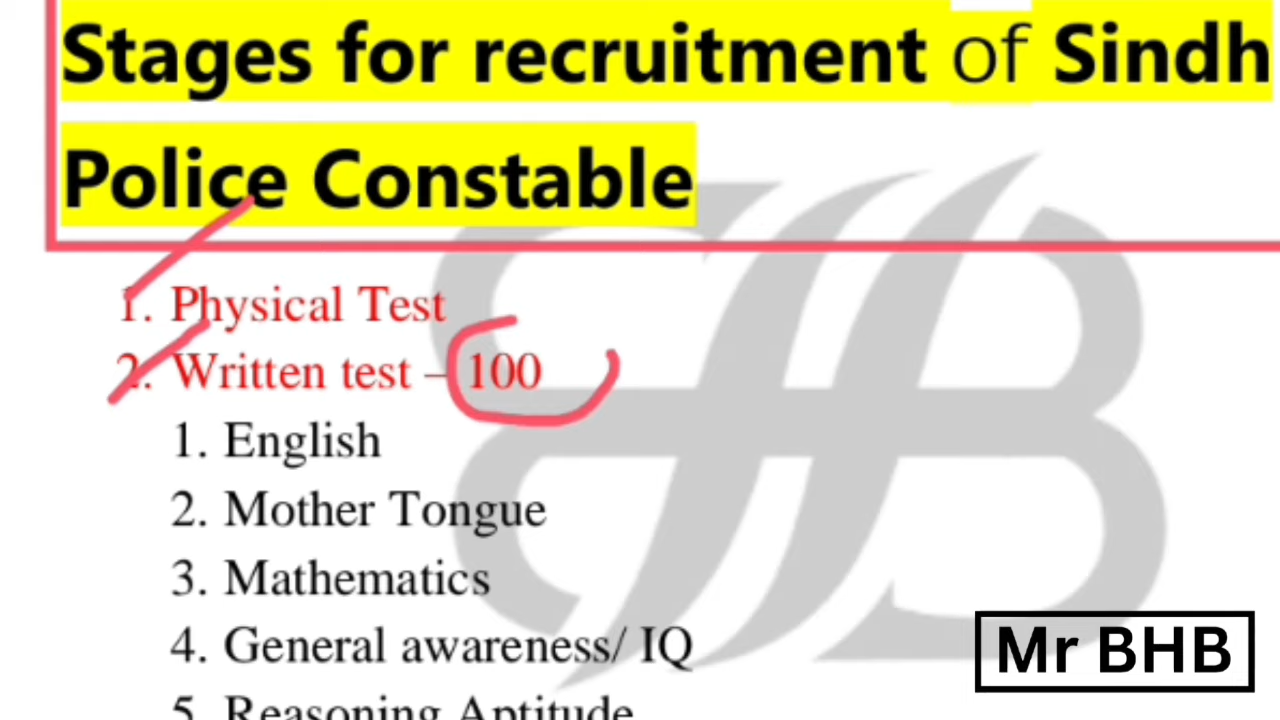 Stages for recruitment of Sindh
Police Constable
1. Physical Test
2. Written test – 100
1. English
2. Mother Tongue
3. Mathematics
4. General awareness/ IQ
5. Reasoning Aptitude
Mr BHB